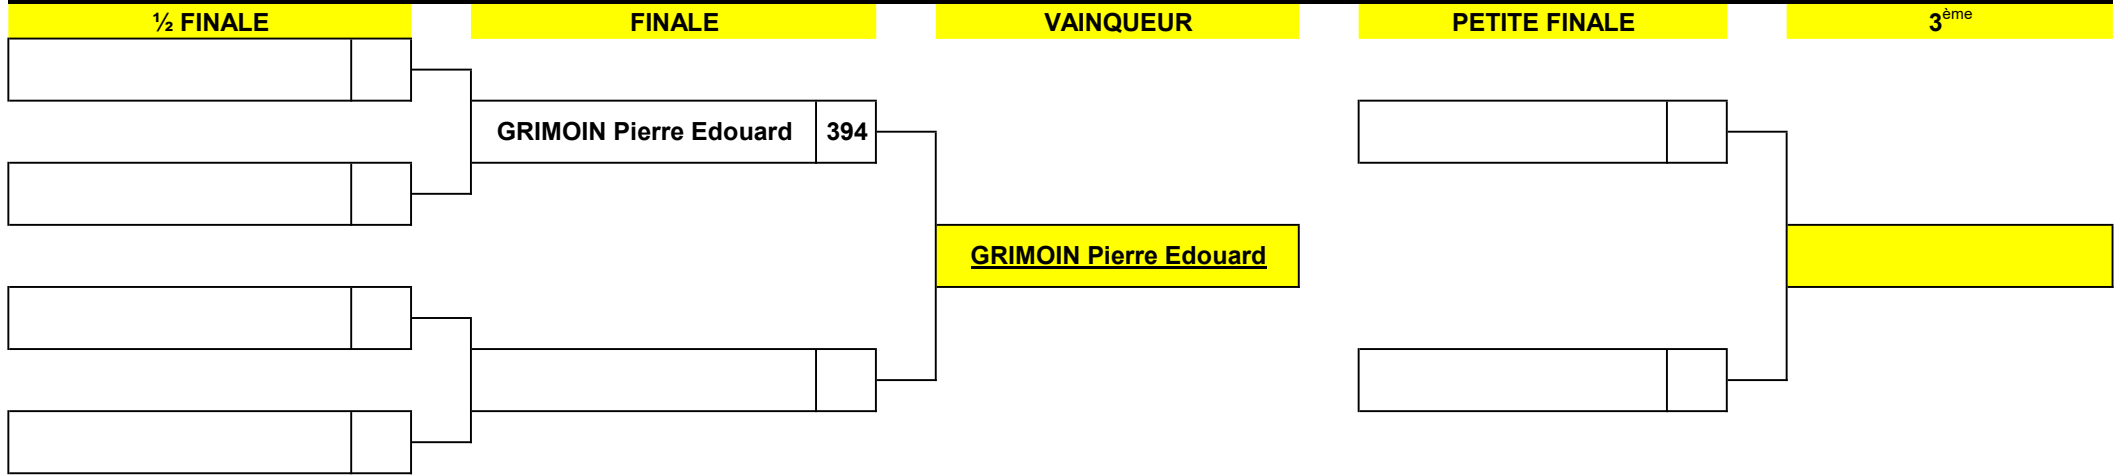 ½ FINALE FINALE VAINQUEUR PETITE FINALE 3ème
GRIMOIN Pierre Edouard 394
GRIMOIN Pierre Edouard